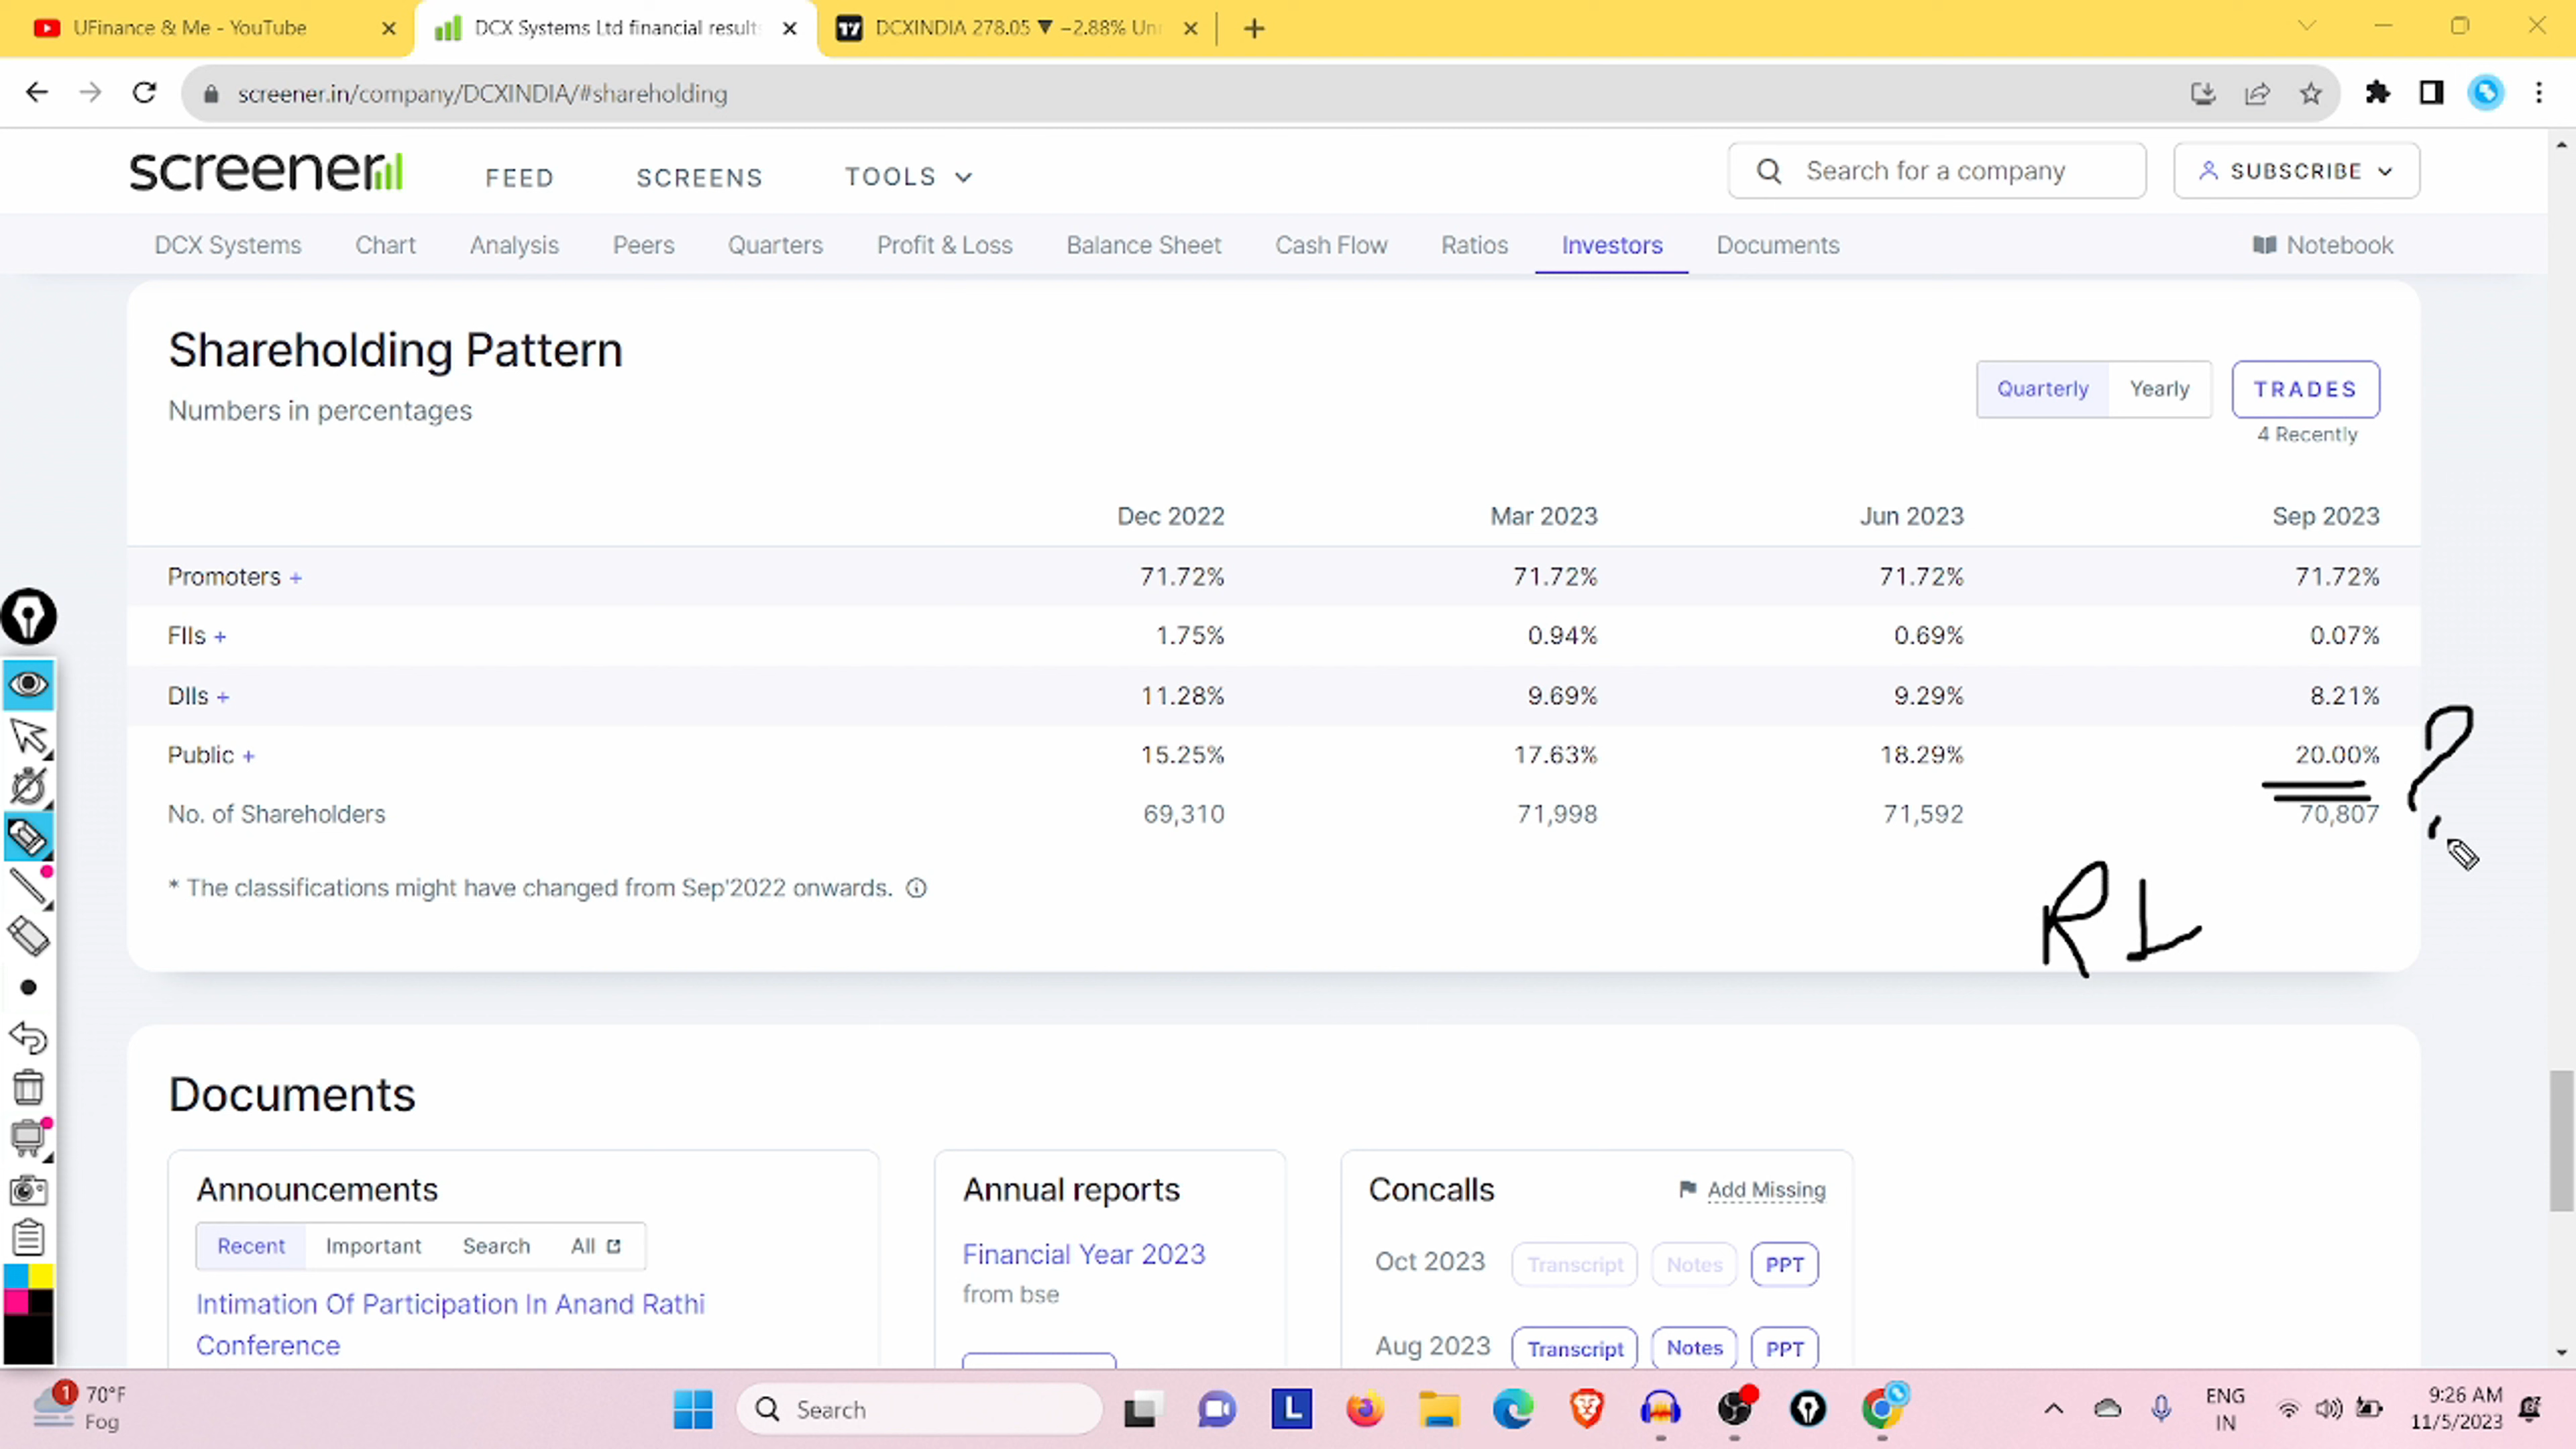 UFinance & Me - YouTube
DCX Systems Ltd financial result
DCXINDIA 278.05 ▼ −2.88% Un
screener.in/company/DCXINDIA/#shareholding
screener
FEED SCREENS TOOLS
Search for a company
SUBSCRIBE
DCX Systems Chart Analysis Peers Quarters Profit & Loss Balance Sheet Cash Flow Ratios Investors Documents Notebook
Shareholding Pattern
Numbers in percentages
Quarterly Yearly TRADES
4 Recently
Dec 2022 Mar 2023 Jun 2023 Sep 2023
Promoters + 71.72% 71.72% 71.72% 71.72%
FIIs + 1.75% 0.94% 0.69% 0.07%
DIIs + 11.28% 9.69% 9.29% 8.21%
Public + 15.25% 17.63% 18.29% 20.00% ?
No. of Shareholders 69,310 71,998 71,592 70,807
* The classifications might have changed from Sep'2022 onwards.
RL
Documents
Announcements
Recent Important Search All
Intimation Of Participation In Anand Rathi
Conference
Annual reports
Financial Year 2023
from bse
Concalls Add Missing
Oct 2023 Transcript Notes PPT
Aug 2023 Transcript Notes PPT
1
70°F
Fog
Search
L
ENG
IN
9:26 AM
11/5/2023